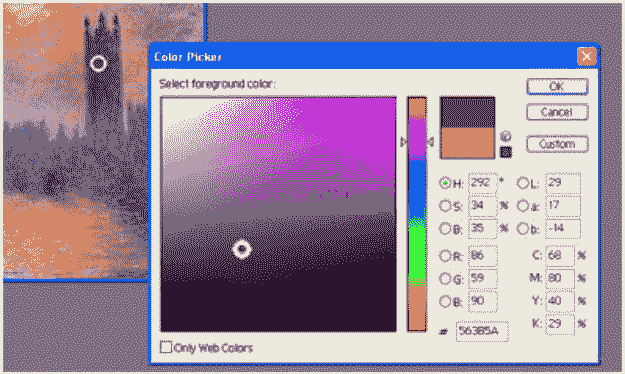 Color Picker
Select foreground color:
OK
Cancel
Custom
H: 292 °
S: 34 %
B: 35 %
R: 86
G: 59
B: 90
# 563B5A
L: 29
a: 17
b: -14
C: 68 %
M: 80 %
Y: 40 %
K: 29 %
Only Web Colors